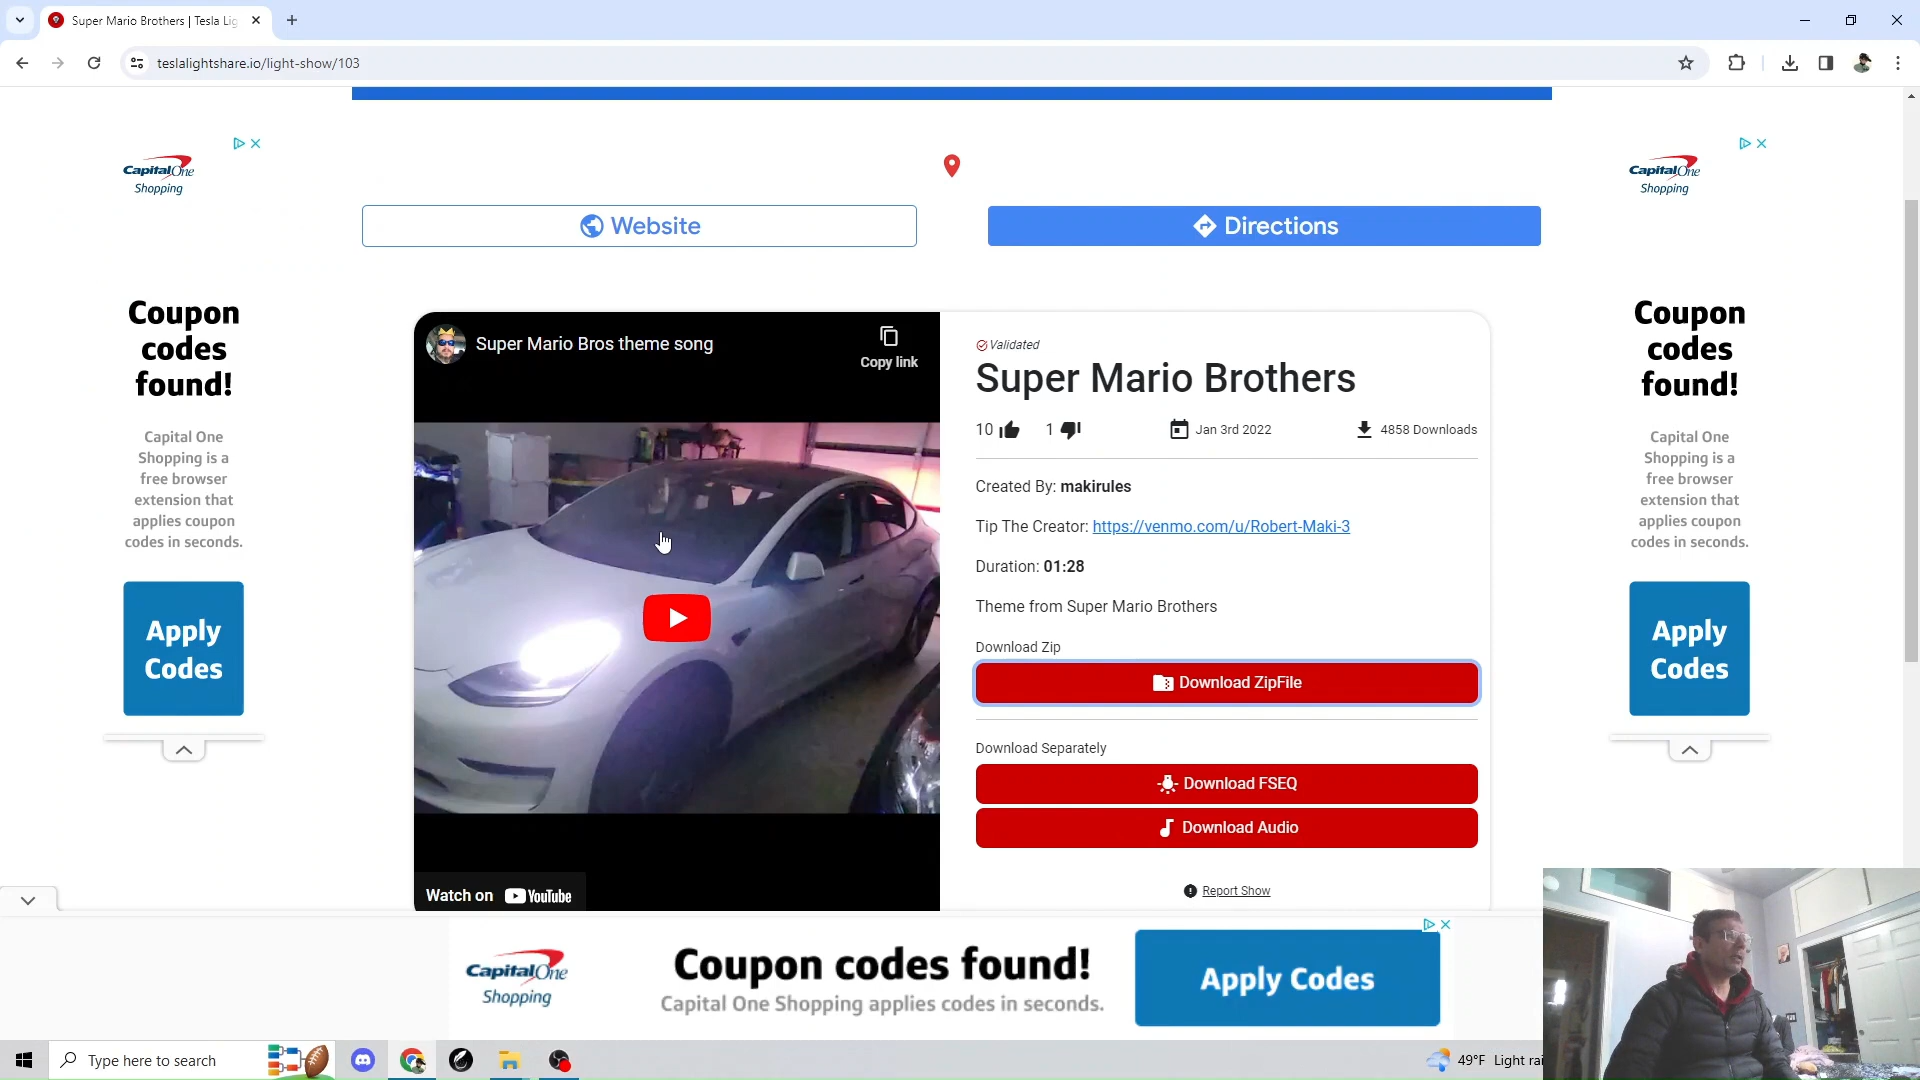 Super Mario Brothers | Tesla Lig
teslalightshare.io/light-show/103
CapitalOne
Shopping
Website
Directions
CapitalOne
Shopping
Coupon
codes
found!
Capital One
Shopping is a
free browser
extension that
applies coupon
codes in seconds.
Apply
Codes
Super Mario Bros theme song
Copy link
Watch on YouTube
Validated
Super Mario Brothers
10
1
Jan 3rd 2022
4858 Downloads
Created By: makirules
Tip The Creator: https://venmo.com/u/Robert-Maki-3
Duration: 01:28
Theme from Super Mario Brothers
Download Zip
Download ZipFile
Download Separately
Download FSEQ
Download Audio
Report Show
Coupon
codes
found!
Capital One
Shopping is a
free browser
extension that
applies coupon
codes in seconds.
Apply
Codes
CapitalOne
Shopping
Coupon codes found!
Capital One Shopping applies codes in seconds.
Apply Codes
Type here to search
49°F Light rai